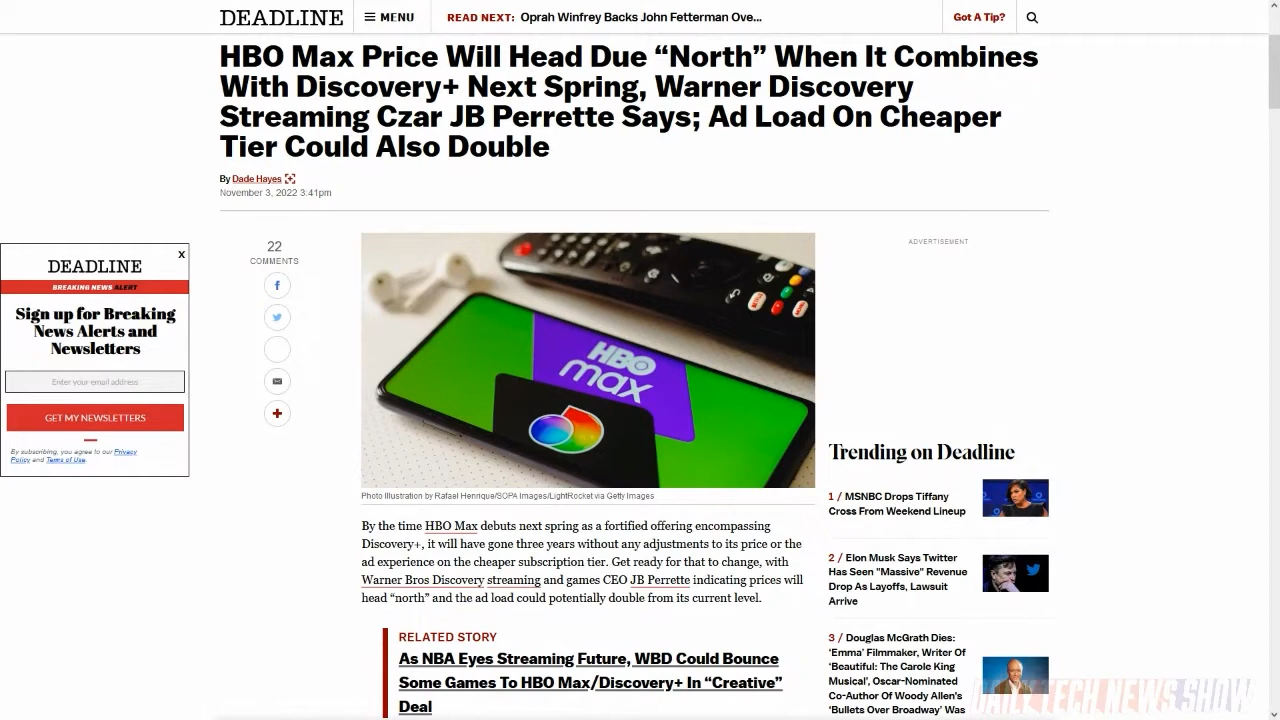 DEADLINE
MENU
READ NEXT: Oprah Winfrey Backs John Fetterman Ove...
Got A Tip?
HBO Max Price Will Head Due “North” When It Combines
With Discovery+ Next Spring, Warner Discovery
Streaming Czar JB Perrette Says; Ad Load On Cheaper
Tier Could Also Double
By Dade Hayes
November 3, 2022 3:41pm
X
DEADLINE
BREAKING NEWS ALERT
Sign up for Breaking
News Alerts and
Newsletters
Enter your email address
GET MY NEWSLETTERS
By subscribing, you agree to our Privacy
Policy and Terms of Use.
22
COMMENTS
HBO
max
Photo Illustration by Rafael Henrique/SOPA Images/LightRocket via Getty Images
By the time HBO Max debuts next spring as a fortified offering encompassing
Discovery+, it will have gone three years without any adjustments to its price or the
ad experience on the cheaper subscription tier. Get ready for that to change, with
Warner Bros Discovery streaming and games CEO JB Perrette indicating prices will
head “north” and the ad load could potentially double from its current level.
RELATED STORY
As NBA Eyes Streaming Future, WBD Could Bounce
Some Games To HBO Max/Discovery+ In “Creative”
Deal
ADVERTISEMENT
Trending on Deadline
1 / MSNBC Drops Tiffany
Cross From Weekend Lineup
2 / Elon Musk Says Twitter
Has Seen "Massive" Revenue
Drop As Layoffs, Lawsuit
Arrive
3 / Douglas McGrath Dies:
‘Emma’ Filmmaker, Writer Of
‘Beautiful: The Carole King
Musical’, Oscar-Nominated
Co-Author Of Woody Allen’s
‘Bullets Over Broadway’ Was
DAILY TECH NEWS SHOW